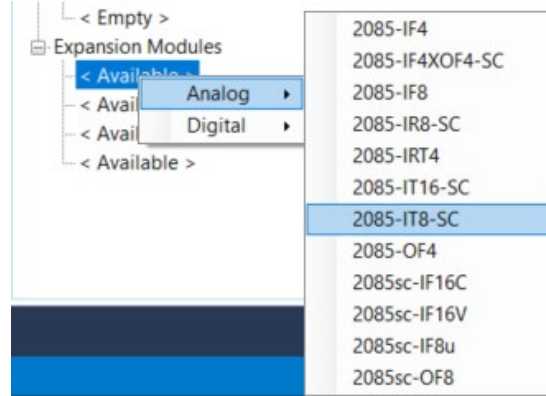 < Empty >
Expansion Modules
< Available >
< Avail
< Avail
< Available >
Analog
Digital
2085-IF4
2085-IF4XOF4-SC
2085-IF8
2085-IR8-SC
2085-IRT4
2085-IT16-SC
2085-IT8-SC
2085-OF4
2085sc-IF16C
2085sc-IF16V
2085sc-IF8u
2085sc-OF8